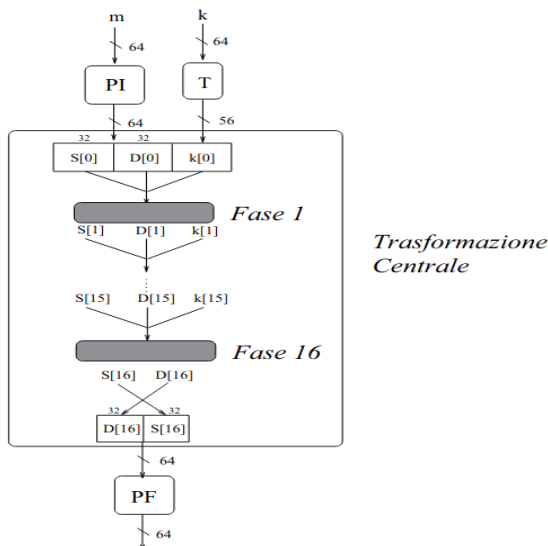 m k
64 64
PI T
64 56
32 32
S[0] D[0] k[0]
Fase 1
S[1] D[1] k[1]
Trasformazione
Centrale
S[15] D[15] k[15]
Fase 16
S[16] D[16]
32 32
D[16] S[16]
64
PF
64